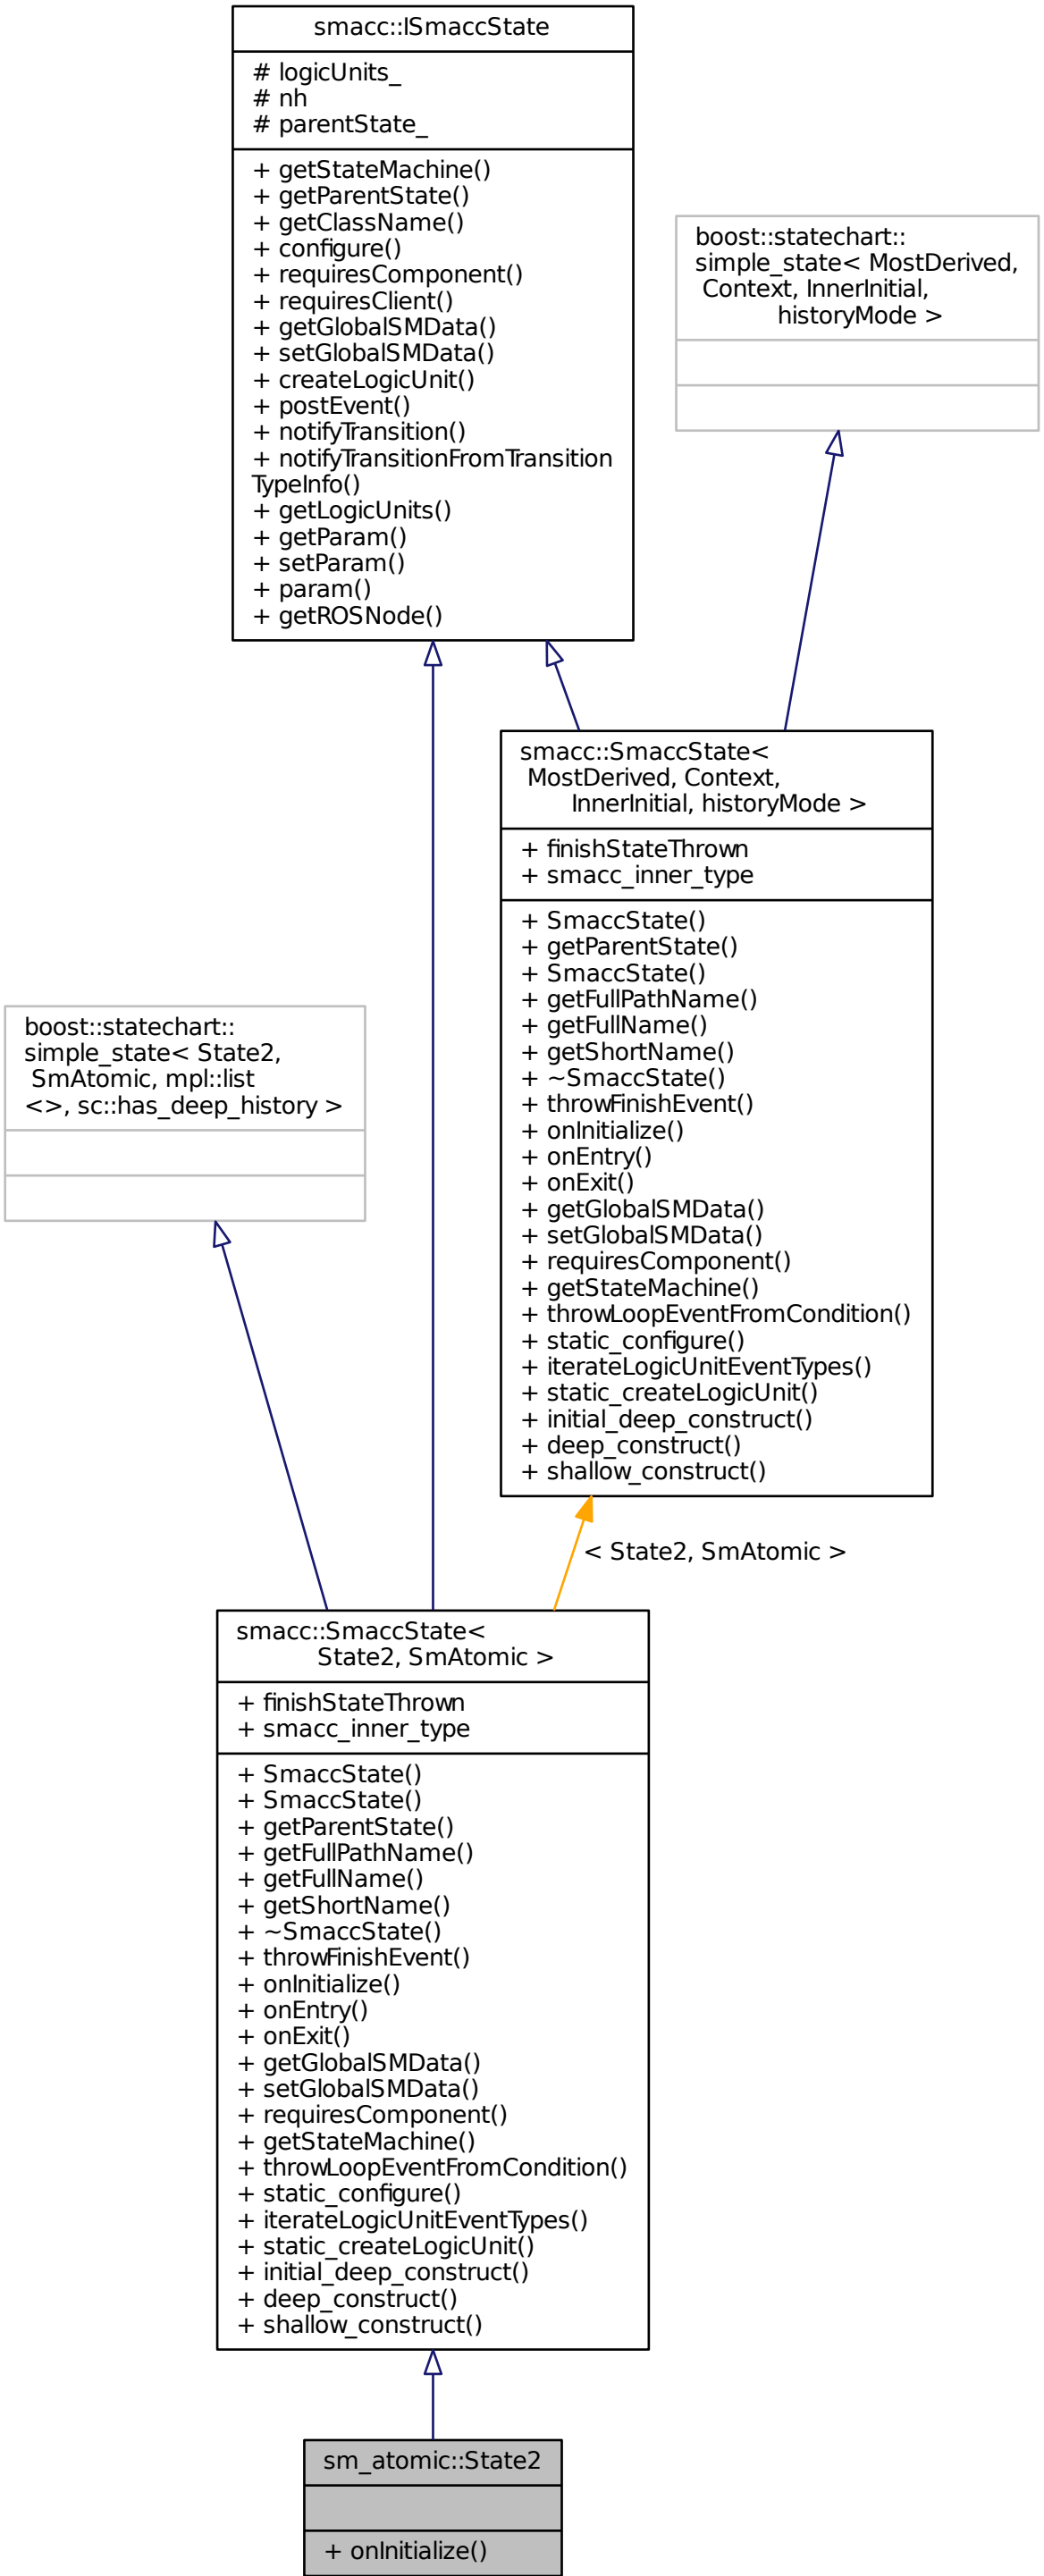 smacc::ISmaccState
# logicUnits_
# nh
# parentState_
+ getStateMachine()
+ getParentState()
+ getClassName()
+ configure()
+ requiresComponent()
+ requiresClient()
+ getGlobalSMData()
+ setGlobalSMData()
+ createLogicUnit()
+ postEvent()
+ notifyTransition()
+ notifyTransitionFromTransition
TypeInfo()
+ getLogicUnits()
+ getParam()
+ setParam()
+ param()
+ getROSNode()
boost::statechart::
simple_state< MostDerived,
Context, InnerInitial,
historyMode >
smacc::SmaccState<
MostDerived, Context,
InnerInitial, historyMode >
+ finishStateThrown
+ smacc_inner_type
+ SmaccState()
+ getParentState()
+ SmaccState()
+ getFullPathName()
+ getFullName()
+ getShortName()
+ ~SmaccState()
+ throwFinishEvent()
+ onInitialize()
+ onEntry()
+ onExit()
+ getGlobalSMData()
+ setGlobalSMData()
+ requiresComponent()
+ getStateMachine()
+ throwLoopEventFromCondition()
+ static_configure()
+ iterateLogicUnitEventTypes()
+ static_createLogicUnit()
+ initial_deep_construct()
+ deep_construct()
+ shallow_construct()
boost::statechart::
simple_state< State2,
SmAtomic, mpl::list
<>, sc::has_deep_history >
< State2, SmAtomic >
smacc::SmaccState<
State2, SmAtomic >
+ finishStateThrown
+ smacc_inner_type
+ SmaccState()
+ SmaccState()
+ getParentState()
+ getFullPathName()
+ getFullName()
+ getShortName()
+ ~SmaccState()
+ throwFinishEvent()
+ onInitialize()
+ onEntry()
+ onExit()
+ getGlobalSMData()
+ setGlobalSMData()
+ requiresComponent()
+ getStateMachine()
+ throwLoopEventFromCondition()
+ static_configure()
+ iterateLogicUnitEventTypes()
+ static_createLogicUnit()
+ initial_deep_construct()
+ deep_construct()
+ shallow_construct()
sm_atomic::State2
+ onInitialize()